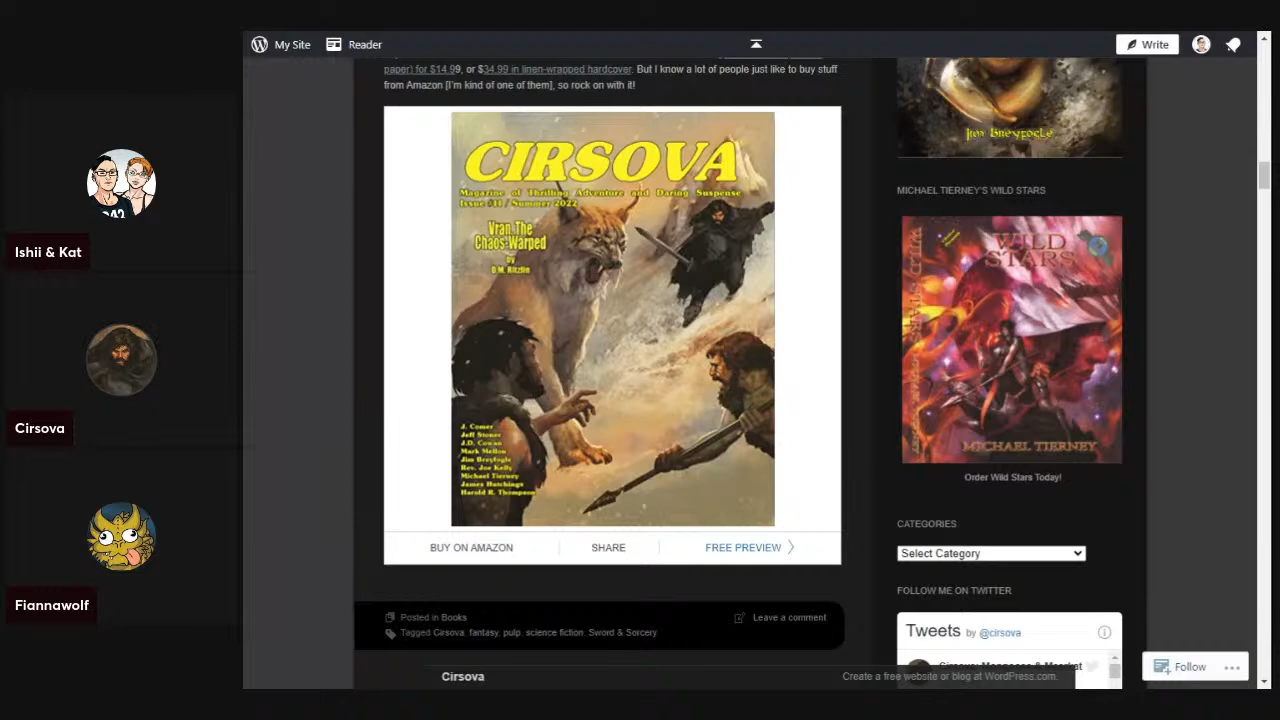 My Site
Reader
Write
paper) for $14.99, or $34.99 in linen-wrapped hardcover. But I know a lot of people just like to buy stuff
from Amazon [I'm kind of one of them], so rock on with it!
CIRSOVA
Magazine of Thrilling Adventure and Daring Suspense
Issue #11 / Summer 2022
Vran, The
Chaos-Warped
by
D.M. Ritzlin
J. Comer
Jeff Stoner
J.D. Cowan
Mark Mellon
Jim Breyfogle
Rev. Joe Kelly
Michael Tierney
James Hutchings
Harold R. Thompson
BUY ON AMAZON
SHARE
FREE PREVIEW
Posted in Books
Leave a comment
Tagged Cirsova, fantasy, pulp, science fiction, Sword & Sorcery
Cirsova
Create a free website or blog at WordPress.com.
Jim Breyfogle
MICHAEL TIERNEY'S WILD STARS
WILD
STARS
MICHAEL TIERNEY
Order Wild Stars Today!
CATEGORIES
Select Category
FOLLOW ME ON TWITTER
Tweets by @cirsova
Cirsova: Mongoose & Meerkat
Follow
Ishii & Kat
Cirsova
Fiannawolf